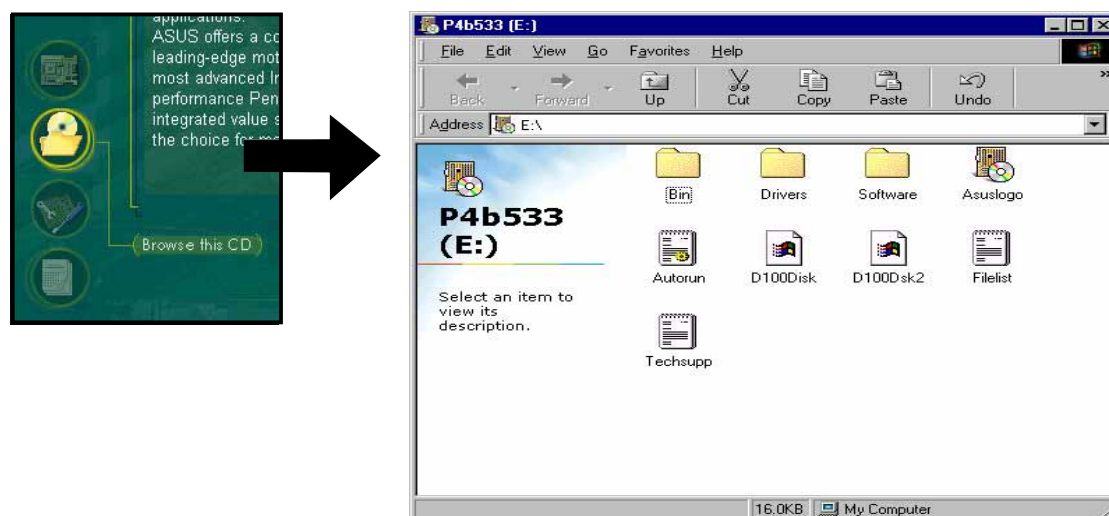 applications.
ASUS offers a co
leading-edge mot
most advanced In
performance Pen
integrated value s
the choice for
Browse this CD
P4b533 (E:)
File Edit View Go Favorites Help
Back Forward Up Cut Copy Paste Undo »
Address E:\
P4b533
(E:)
Select an item to
view its
description.
Bin Drivers Software Asuslogo
Autorun D100Disk D100Dsk2 Filelist
Techsupp
16.0KB My Computer